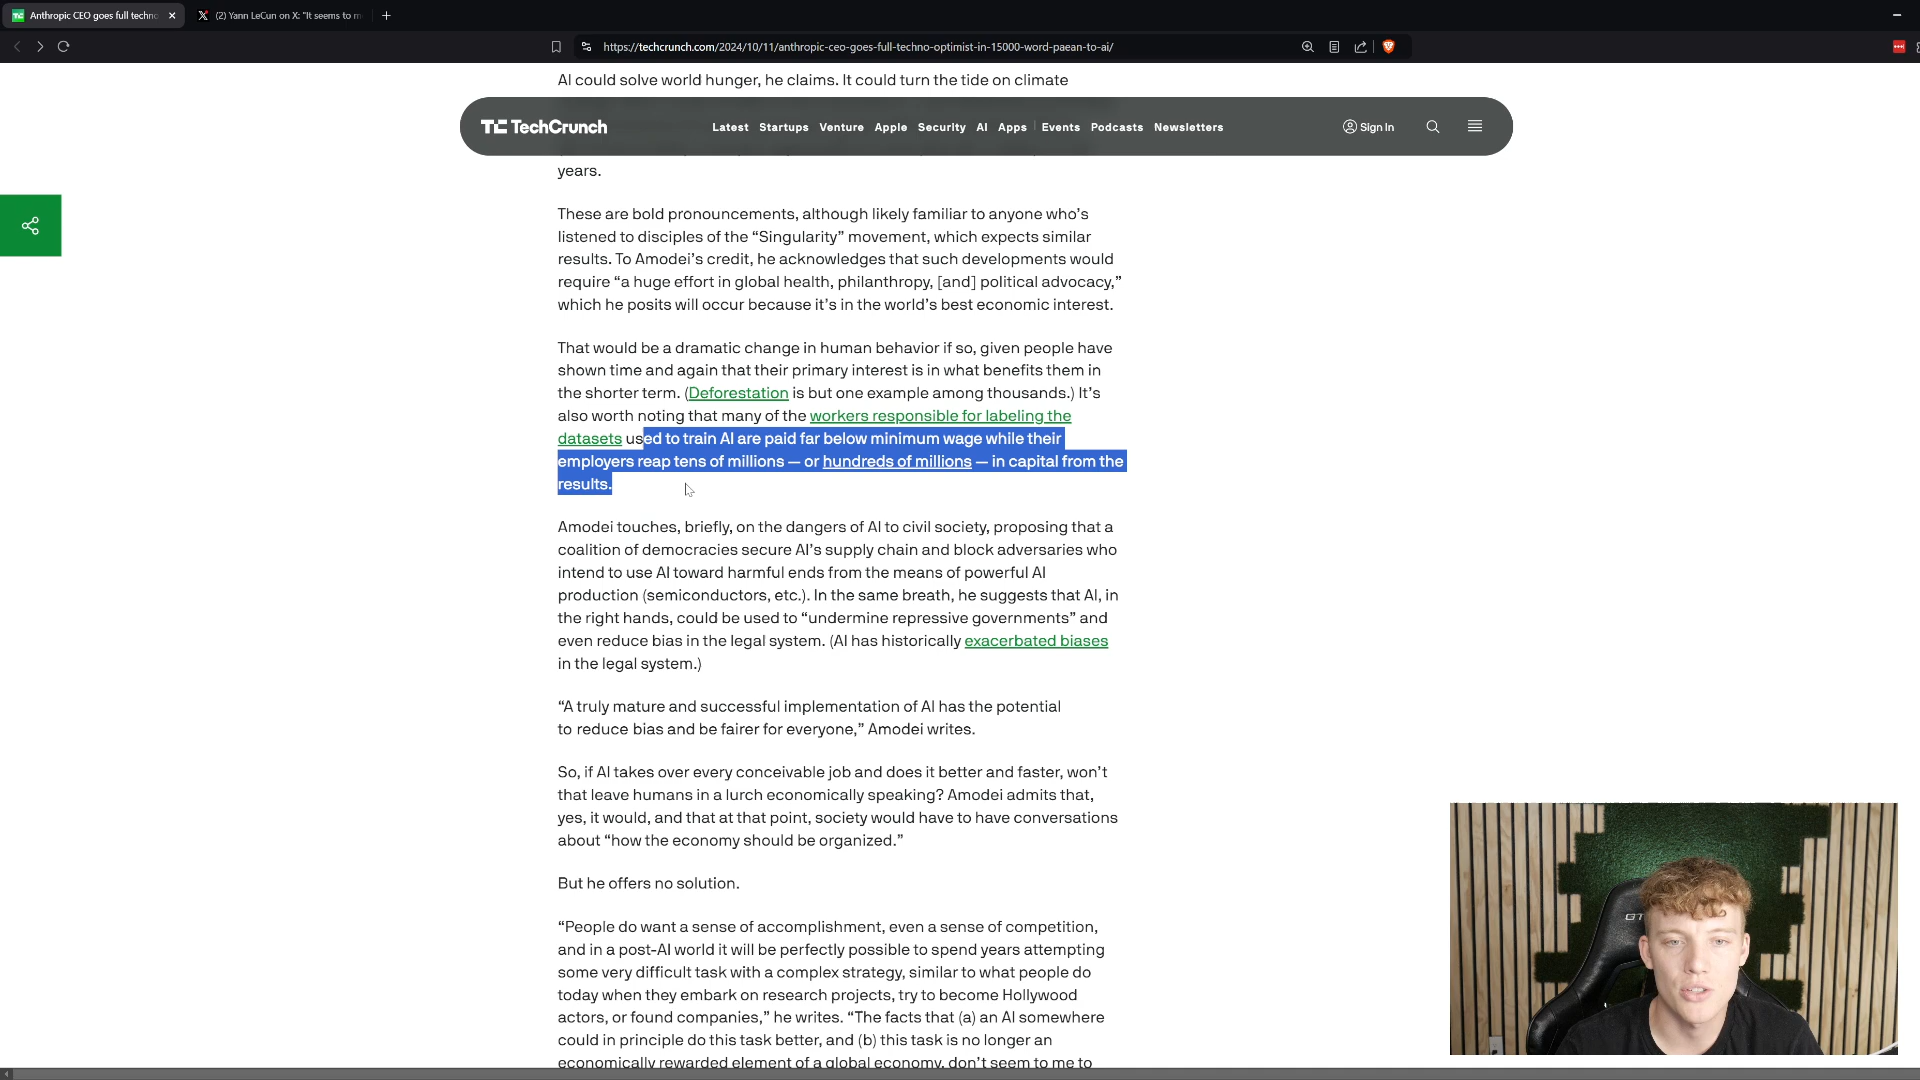 Anthropic CEO goes full techno
(2) Yann LeCun on X: "It seems to m
https://techcrunch.com/2024/10/11/anthropic-ceo-goes-full-techno-optimist-in-15000-word-paean-to-ai/
AI could solve world hunger, he claims. It could turn the tide on climate
TechCrunch
Latest Startups Venture Apple Security AI Apps Events Podcasts Newsletters
Sign In
years.
These are bold pronouncements, although likely familiar to anyone who’s
listened to disciples of the “Singularity” movement, which expects similar
results. To Amodei’s credit, he acknowledges that such developments would
require “a huge effort in global health, philanthropy, [and] political advocacy,”
which he posits will occur because it’s in the world’s best economic interest.
That would be a dramatic change in human behavior if so, given people have
shown time and again that their primary interest is in what benefits them in
the shorter term. (Deforestation is but one example among thousands.) It’s
also worth noting that many of the workers responsible for labeling the
datasets used to train AI are paid far below minimum wage while their
employers reap tens of millions — or hundreds of millions — in capital from the
results.
Amodei touches, briefly, on the dangers of AI to civil society, proposing that a
coalition of democracies secure AI’s supply chain and block adversaries who
intend to use AI toward harmful ends from the means of powerful AI
production (semiconductors, etc.). In the same breath, he suggests that AI, in
the right hands, could be used to “undermine repressive governments” and
even reduce bias in the legal system. (AI has historically exacerbated biases
in the legal system.)
“A truly mature and successful implementation of AI has the potential
to reduce bias and be fairer for everyone,” Amodei writes.
So, if AI takes over every conceivable job and does it better and faster, won’t
that leave humans in a lurch economically speaking? Amodei admits that,
yes, it would, and that at that point, society would have to have conversations
about “how the economy should be organized.”
But he offers no solution.
“People do want a sense of accomplishment, even a sense of competition,
and in a post-AI world it will be perfectly possible to spend years attempting
some very difficult task with a complex strategy, similar to what people do
today when they embark on research projects, try to become Hollywood
actors, or found companies,” he writes. “The facts that (a) an AI somewhere
could in principle do this task better, and (b) this task is no longer an
economically rewarded element of a global economy, don’t seem to me to